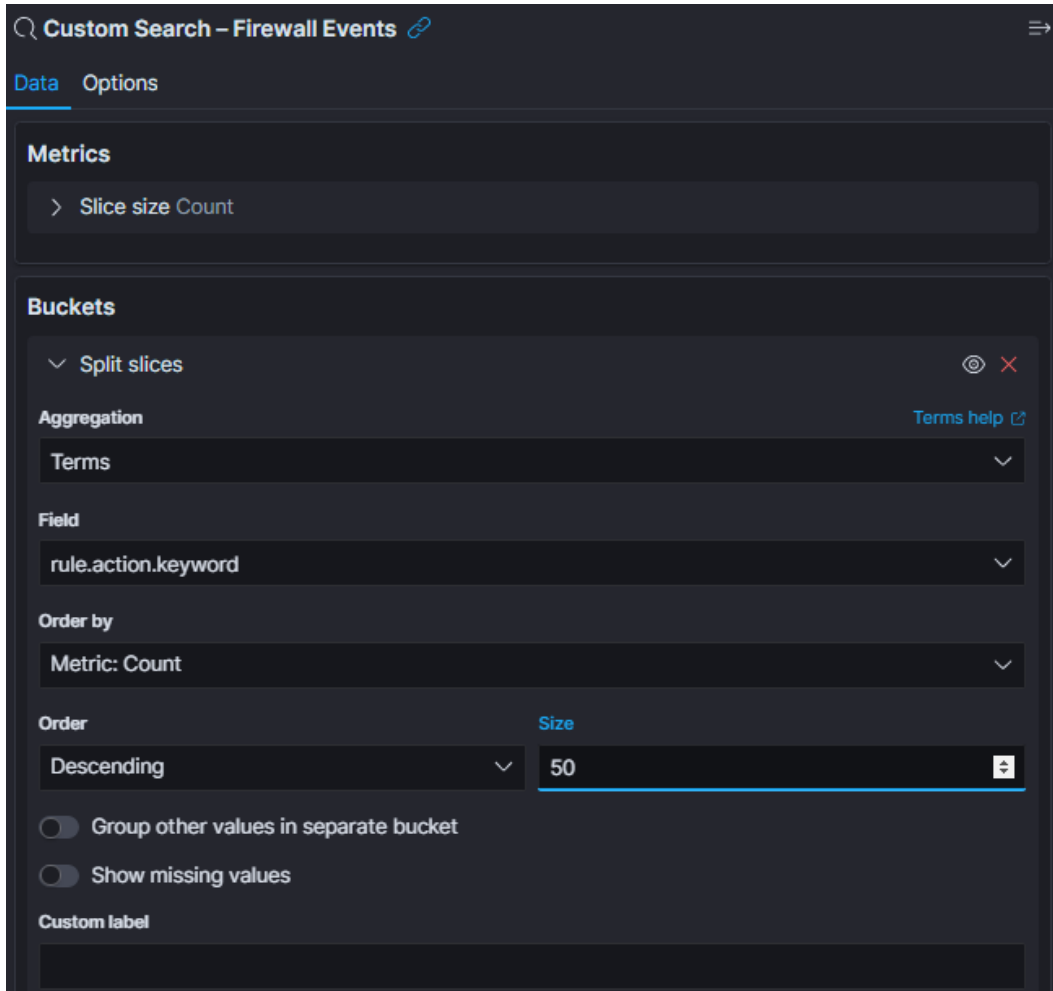 Custom Search – Firewall Events
Data Options
Metrics
Slice size Count
Buckets
Split slices
Aggregation Terms help
Terms
Field
rule.action.keyword
Order by
Metric: Count
Order Size
Descending 50
Group other values in separate bucket
Show missing values
Custom label